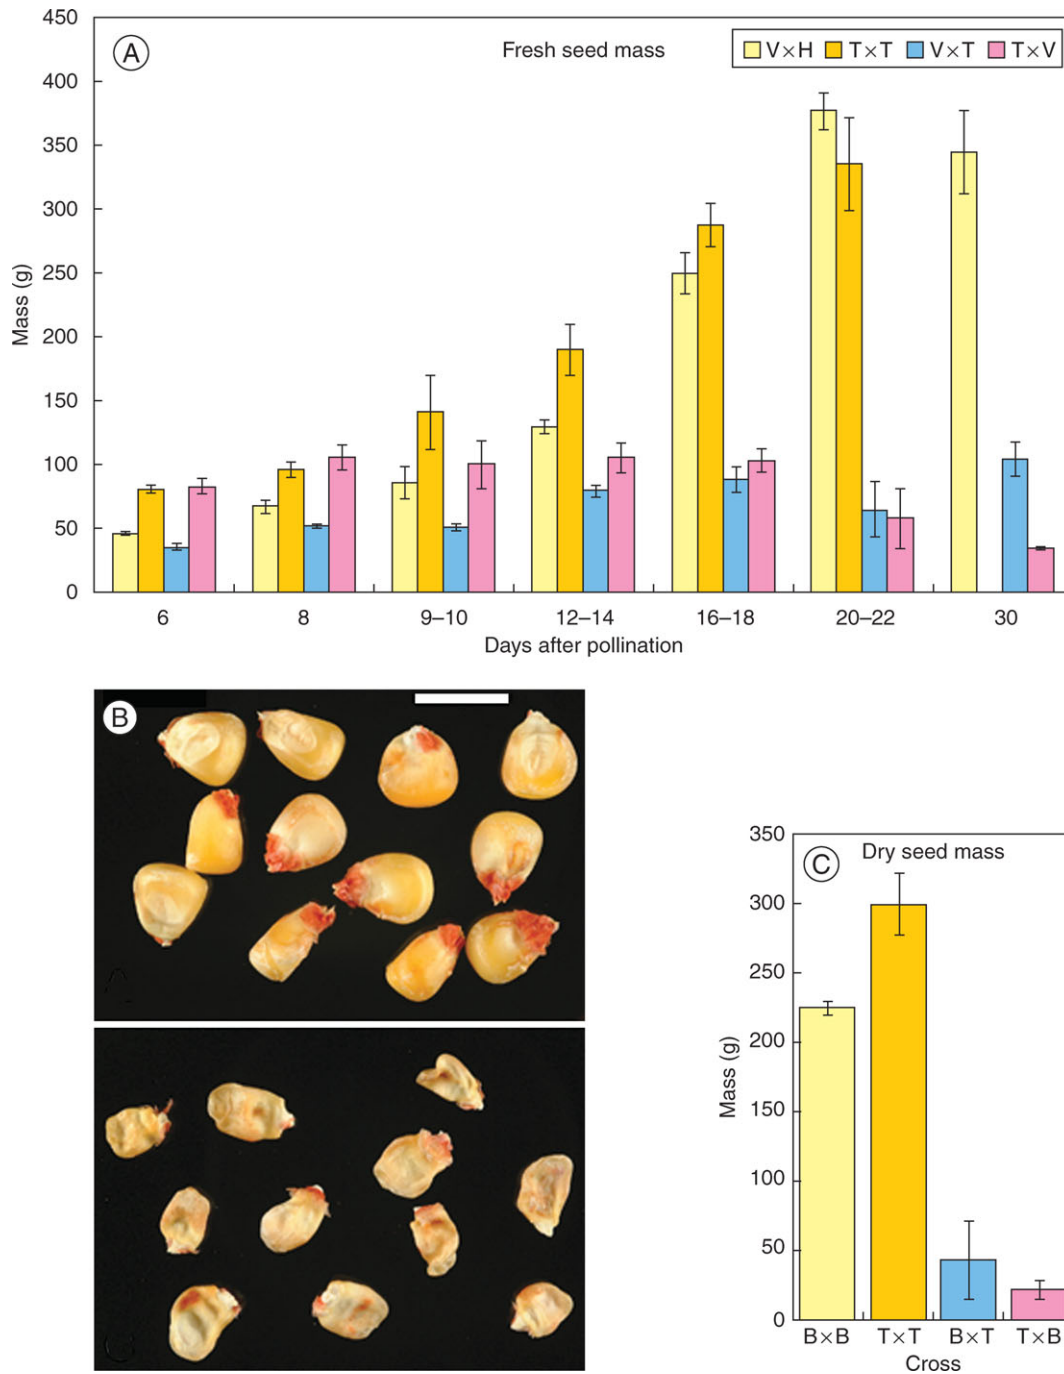 A
Fresh seed mass
V×H T×T V×T T×V
450
400
350
300
250
200
150
100
50
0
Mass (g)
6 8 9–10 12–14 16–18 20–22 30
Days after pollination
B
C
Dry seed mass
350
300
250
200
150
100
50
0
Mass (g)
B×B T×T B×T T×B
Cross